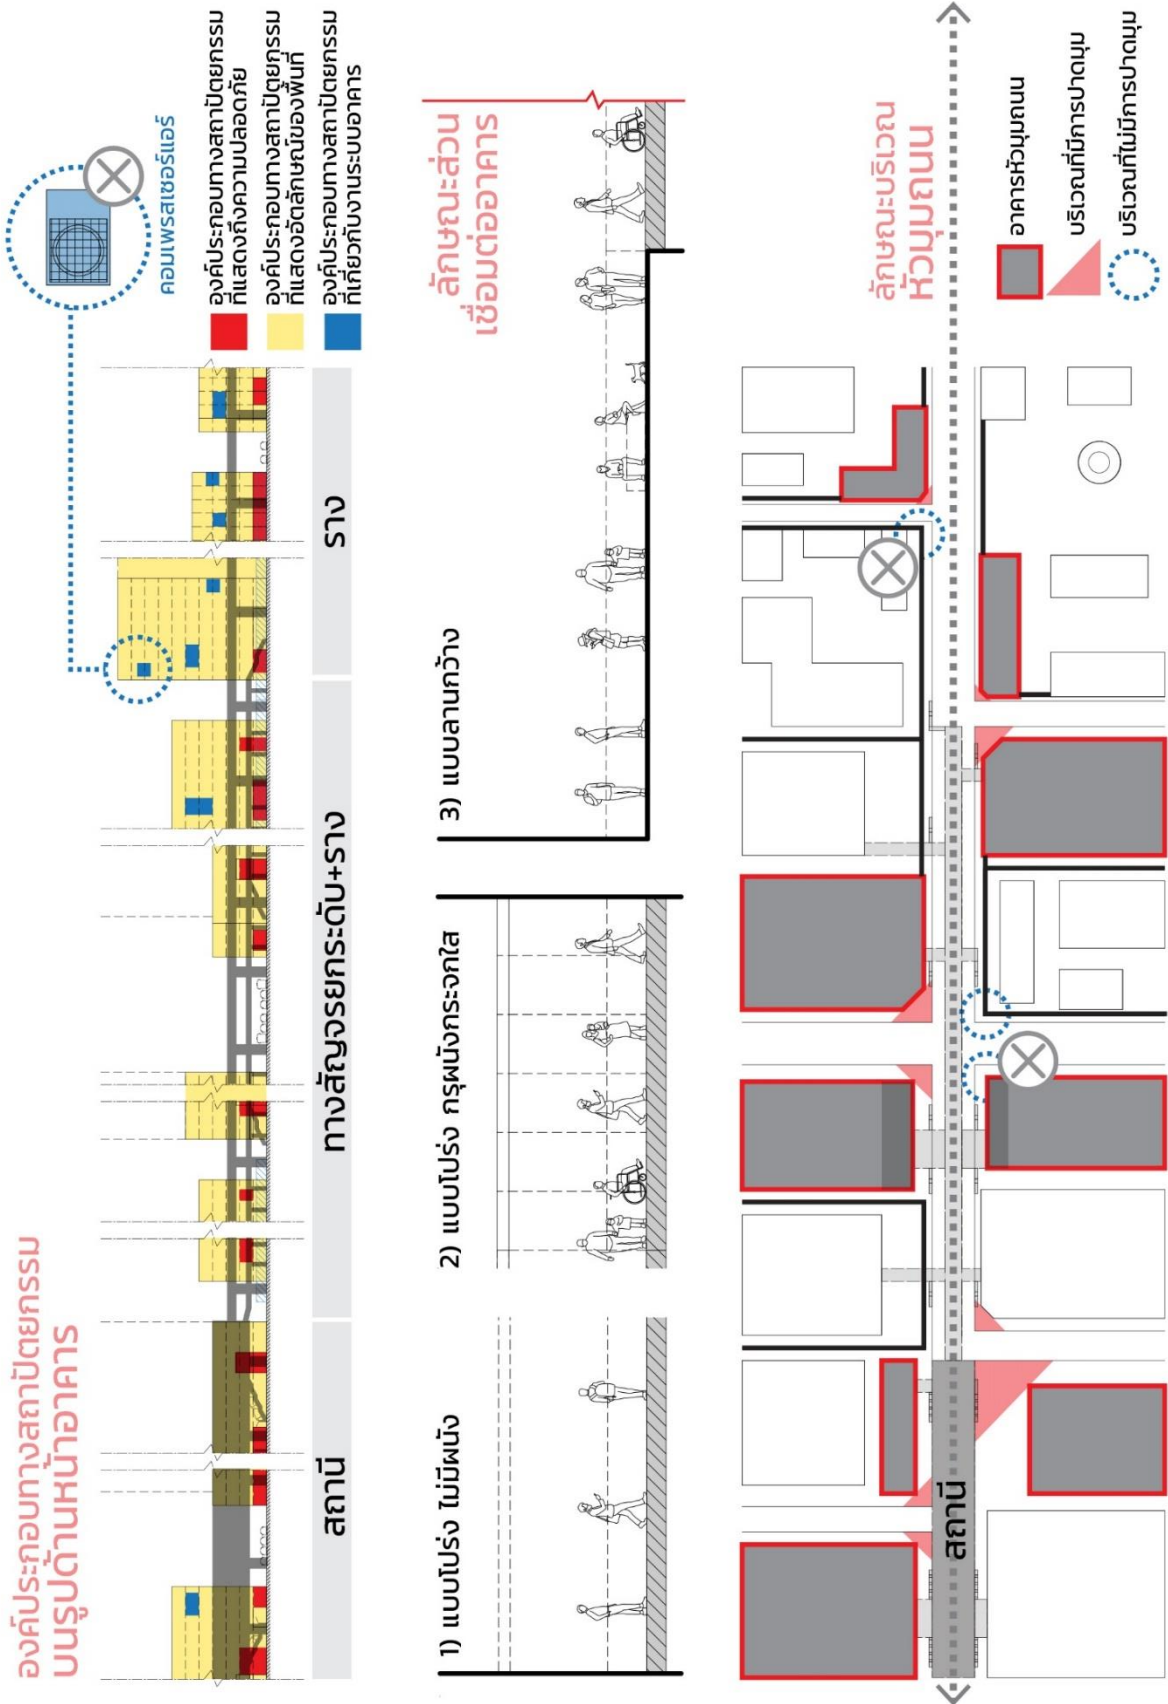 องค์ประกอบทางสถาปัตยกรรม
บนรูปด้านหน้าอาคาร
คอมเพรสเซอร์แอร์
องค์ประกอบทางสถาปัตยกรรม
ที่แสดงถึงความปลอดภัย
องค์ประกอบทางสถาปัตยกรรม
ที่แสดงอัตลักษณ์ของพื้นที่
องค์ประกอบทางสถาปัตยกรรม
ที่เกี่ยวกับงานระบบอาคาร
สถานี
ทางสัญจรยกระดับ+ราง
ราง
ลักษณะส่วน
เชื่อมต่ออาคาร
1) แบบโปร่ง ไม่มีผนัง
2) แบบโปร่ง กรุผนังกระจกใส
3) แบบลานกว้าง
ลักษณะบริเวณ
หัวมุมถนน
สถานี
อาคารหัวมุมถนน
บริเวณที่มีการปาดมุม
บริเวณที่ไม่มีการปาดมุม